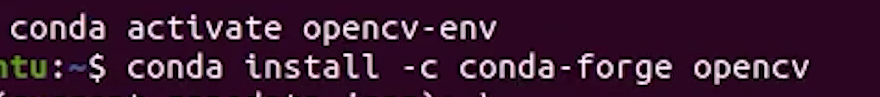 conda activate opencv-env
ntu:~$ conda install -c conda-forge opencv